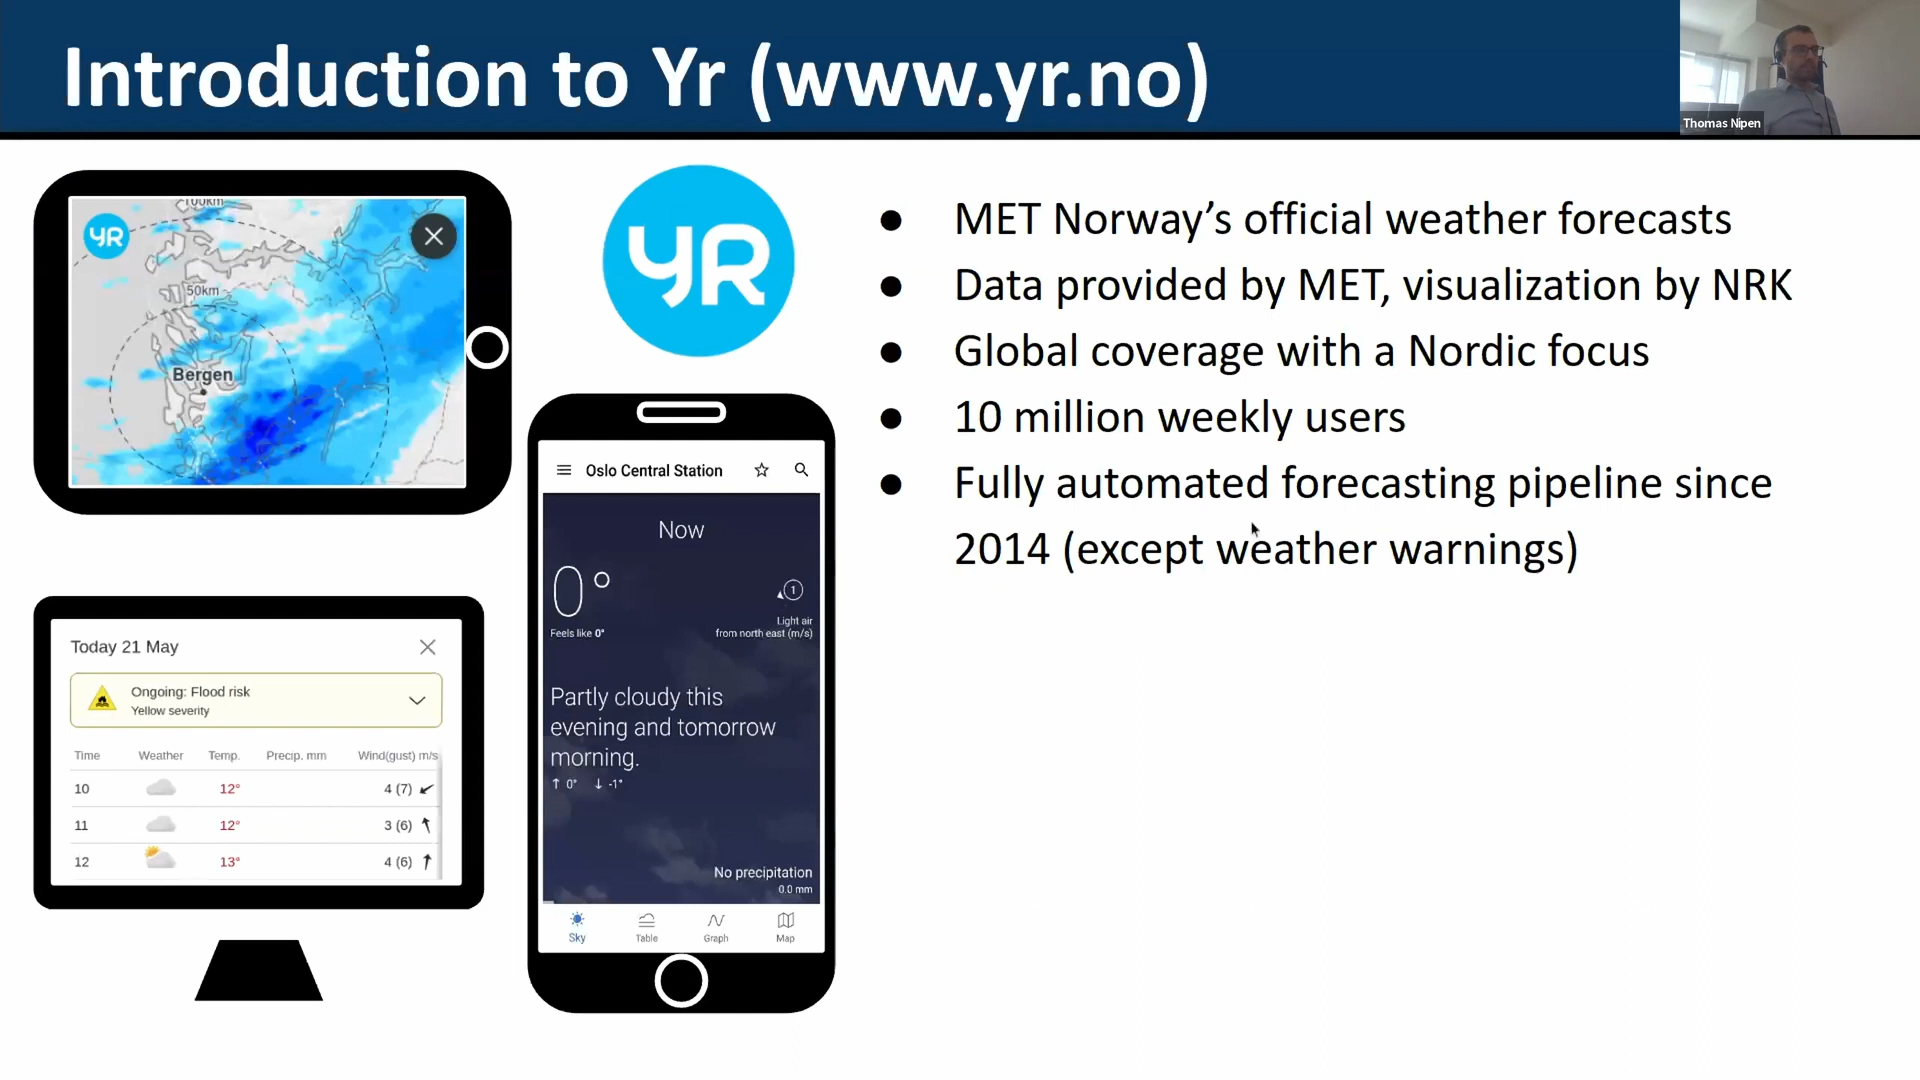 Introduction to Yr (www.yr.no)
Thomas Nipen
YR
100km
50km
Bergen
YR
● MET Norway’s official weather forecasts
● Data provided by MET, visualization by NRK
● Global coverage with a Nordic focus
● 10 million weekly users
● Fully automated forecasting pipeline since
2014 (except weather warnings)
Oslo Central Station
Now
0°
1
Feels like 0°
Light air
from north east (m/s)
Partly cloudy this
evening and tomorrow
morning.
↑ 0° ↓ -1°
No precipitation
0.0 mm
Sky Table Graph Map
Today 21 May
Ongoing: Flood risk
Yellow severity
Time Weather Temp. Precip. mm Wind(gust) m/s
10 12° 4 (7)
11 12° 3 (6)
12 13° 4 (6)